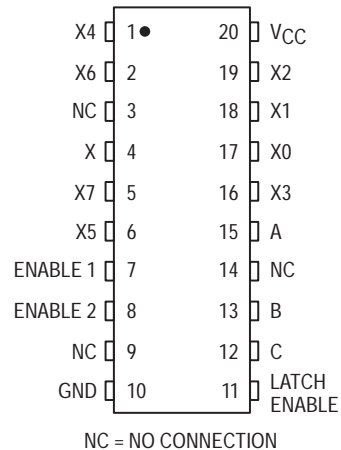 X4 1 20 VCC
X6 2 19 X2
NC 3 18 X1
X 4 17 X0
X7 5 16 X3
X5 6 15 A
ENABLE 1 7 14 NC
ENABLE 2 8 13 B
NC 9 12 C
GND 10 11 LATCH
ENABLE
NC = NO CONNECTION